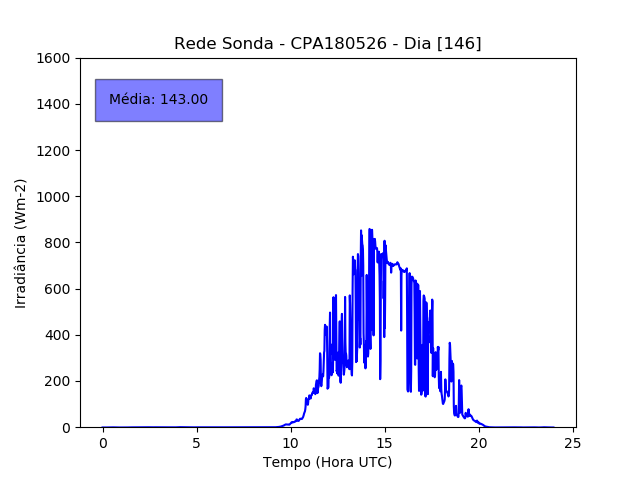 Rede Sonda - CPA180526 - Dia [146]
1600
1400
1200
1000
800
600
400
200
0
Média: 143.00
Irradiância (Wm-2)
0 5 10 15 20 25
Tempo (Hora UTC)